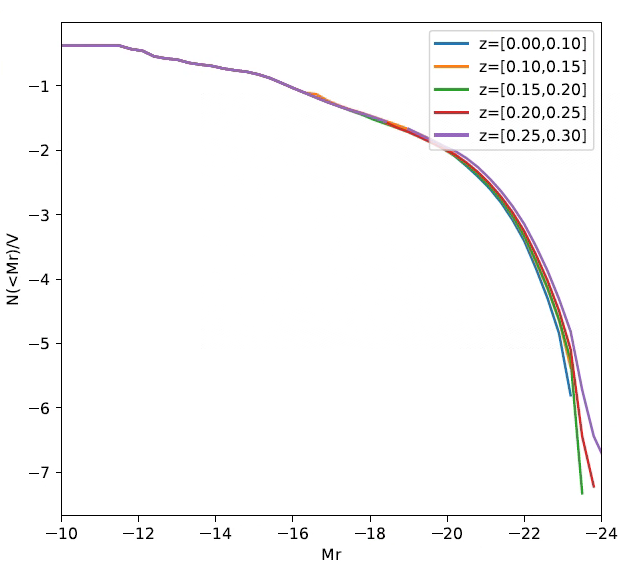 z=[0.00,0.10]
z=[0.10,0.15]
z=[0.15,0.20]
z=[0.20,0.25]
z=[0.25,0.30]
−1
−2
−3
−4
−5
−6
−7
N(<Mr)/V
−10 −12 −14 −16 −18 −20 −22 −24
Mr